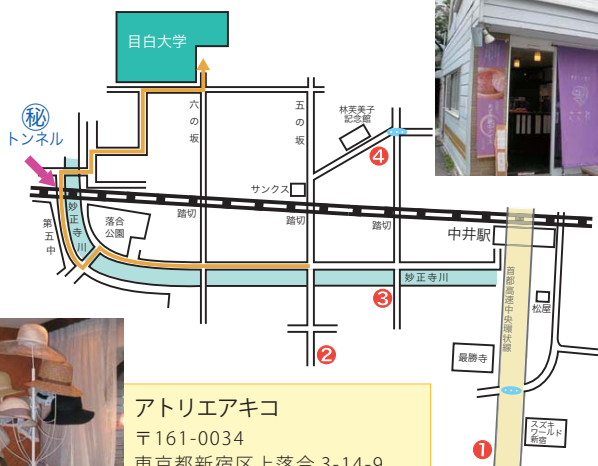 目白大学
㊙
トンネル
六の坂
五の坂
林芙美子
記念館
④
サンクス
踏切
踏切
踏切
中井駅
第五中
妙正寺川
落合
公園
妙正寺川
③
②
首都高速中央環状線
松屋
最勝寺
スズキ
ワールド
新宿
①
アトリエアキコ
〒161-0034
東京都新宿区上落合 3-14-9